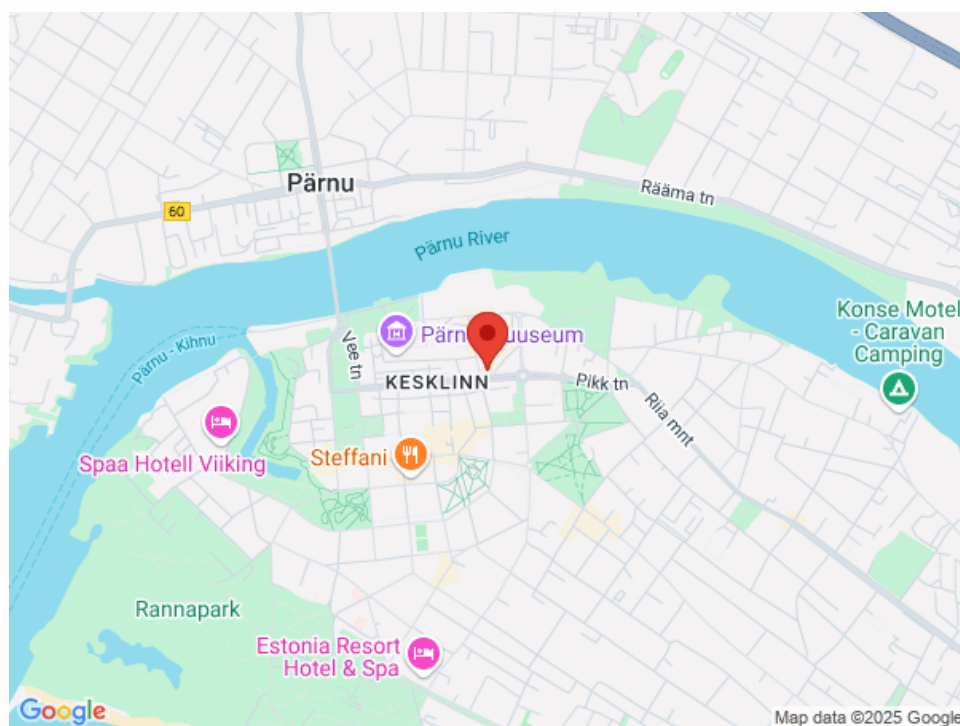 Rääma tn
Pärnu
60
Pärnu River
Konse Motel
- Caravan
Camping
Pärnu - Kihnu
Vee tn
Pärnu
uuseum
KESKLINN
Pikk tn
Riia mnt
Spaa Hotell Viiking
Steffani
Rannapark
Estonia Resort
Hotel & Spa
Google
Map data ©2025 Google